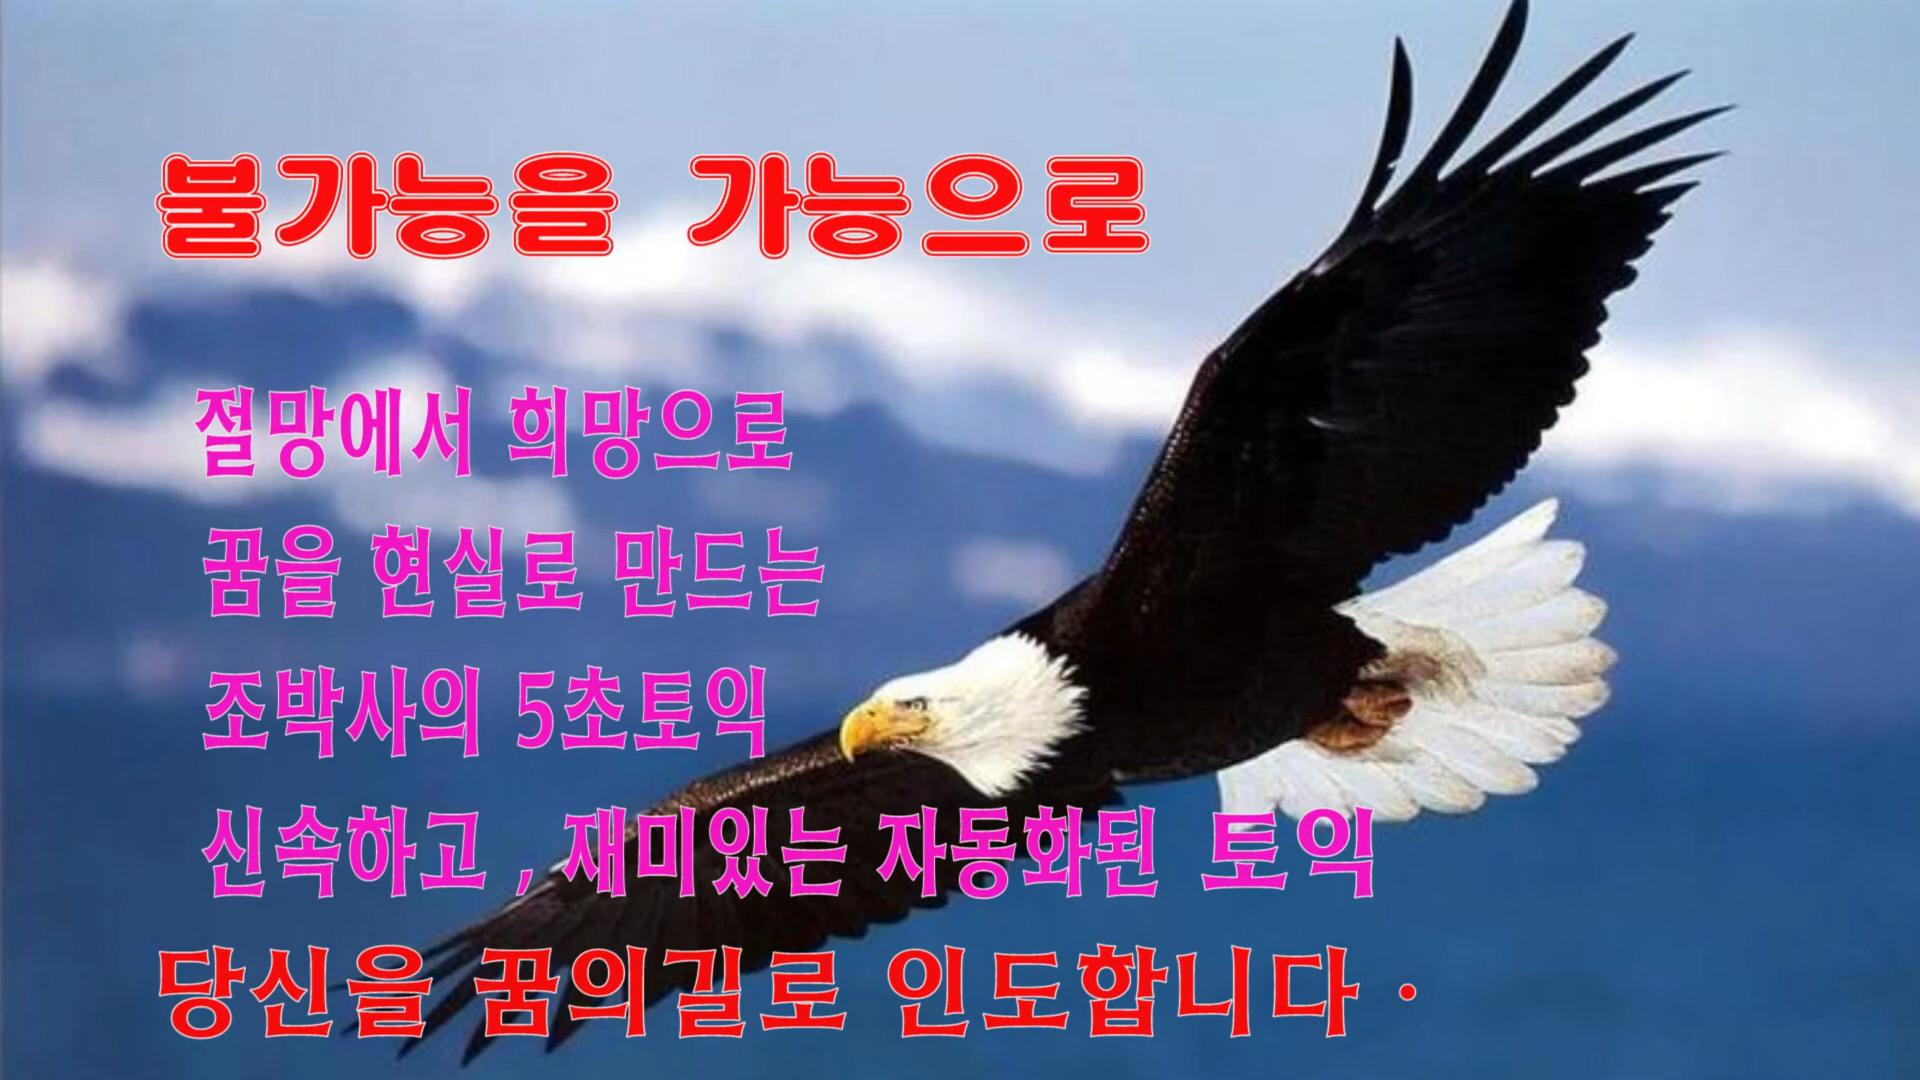 불가능을 가능으로
절망에서 희망으로
꿈을 현실로 만드는
조박사의 5초토익
신속하고 , 재미있는 자동화된 토익
당신을 꿈의길로 인도합니다 ·